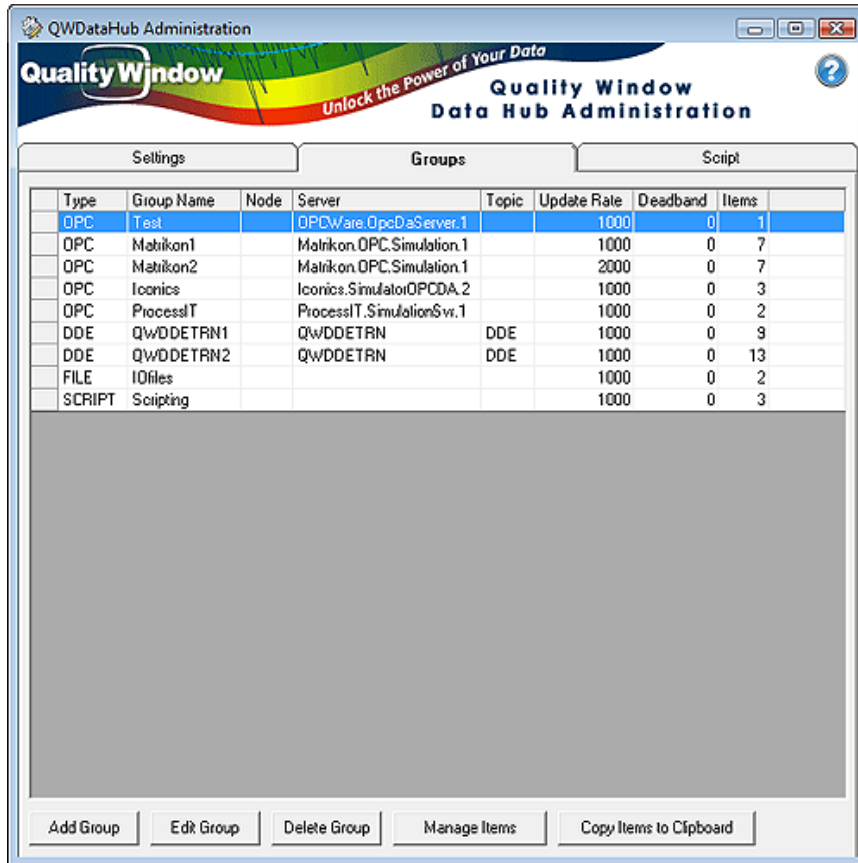 QWDataHub Administration
Quality Window
Unlock the Power of Your Data
Quality Window
Data Hub Administration
?
Settings Groups Script
Type Group Name Node Server Topic Update Rate Deadband Items
OPC Test OPCWare.OpcDaServer.1 1000 0 1
OPC Matrikon1 Matrikon.OPC.Simulation.1 1000 0 7
OPC Matrikon2 Matrikon.OPC.Simulation.1 2000 0 7
OPC Iconics Iconics.SimulatorOPCDA.2 1000 0 3
OPC ProcessIT ProcessIT.SimulationSvr.1 1000 0 2
DDE QWDDETRN1 QWDDETRN DDE 1000 0 9
DDE QWDDETRN2 QWDDETRN DDE 1000 0 13
FILE IOfiles 1000 0 2
SCRIPT Scripting 1000 0 3
Add Group Edit Group Delete Group Manage Items Copy Items to Clipboard